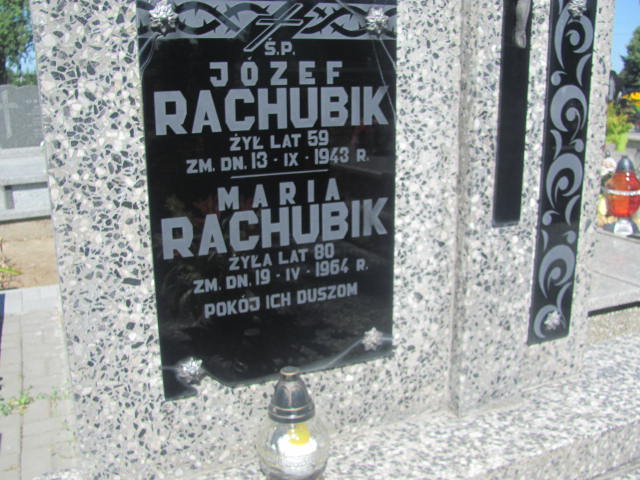 Ś.P.
JÓZEF
RACHUBIK
ŻYŁ LAT 59
ZM. DN. 13 - IX - 1943 R.
MARIA
RACHUBIK
ŻYŁA LAT 80
ZM. DN. 19 - IV - 1964 R.
POKÓJ ICH DUSZOM